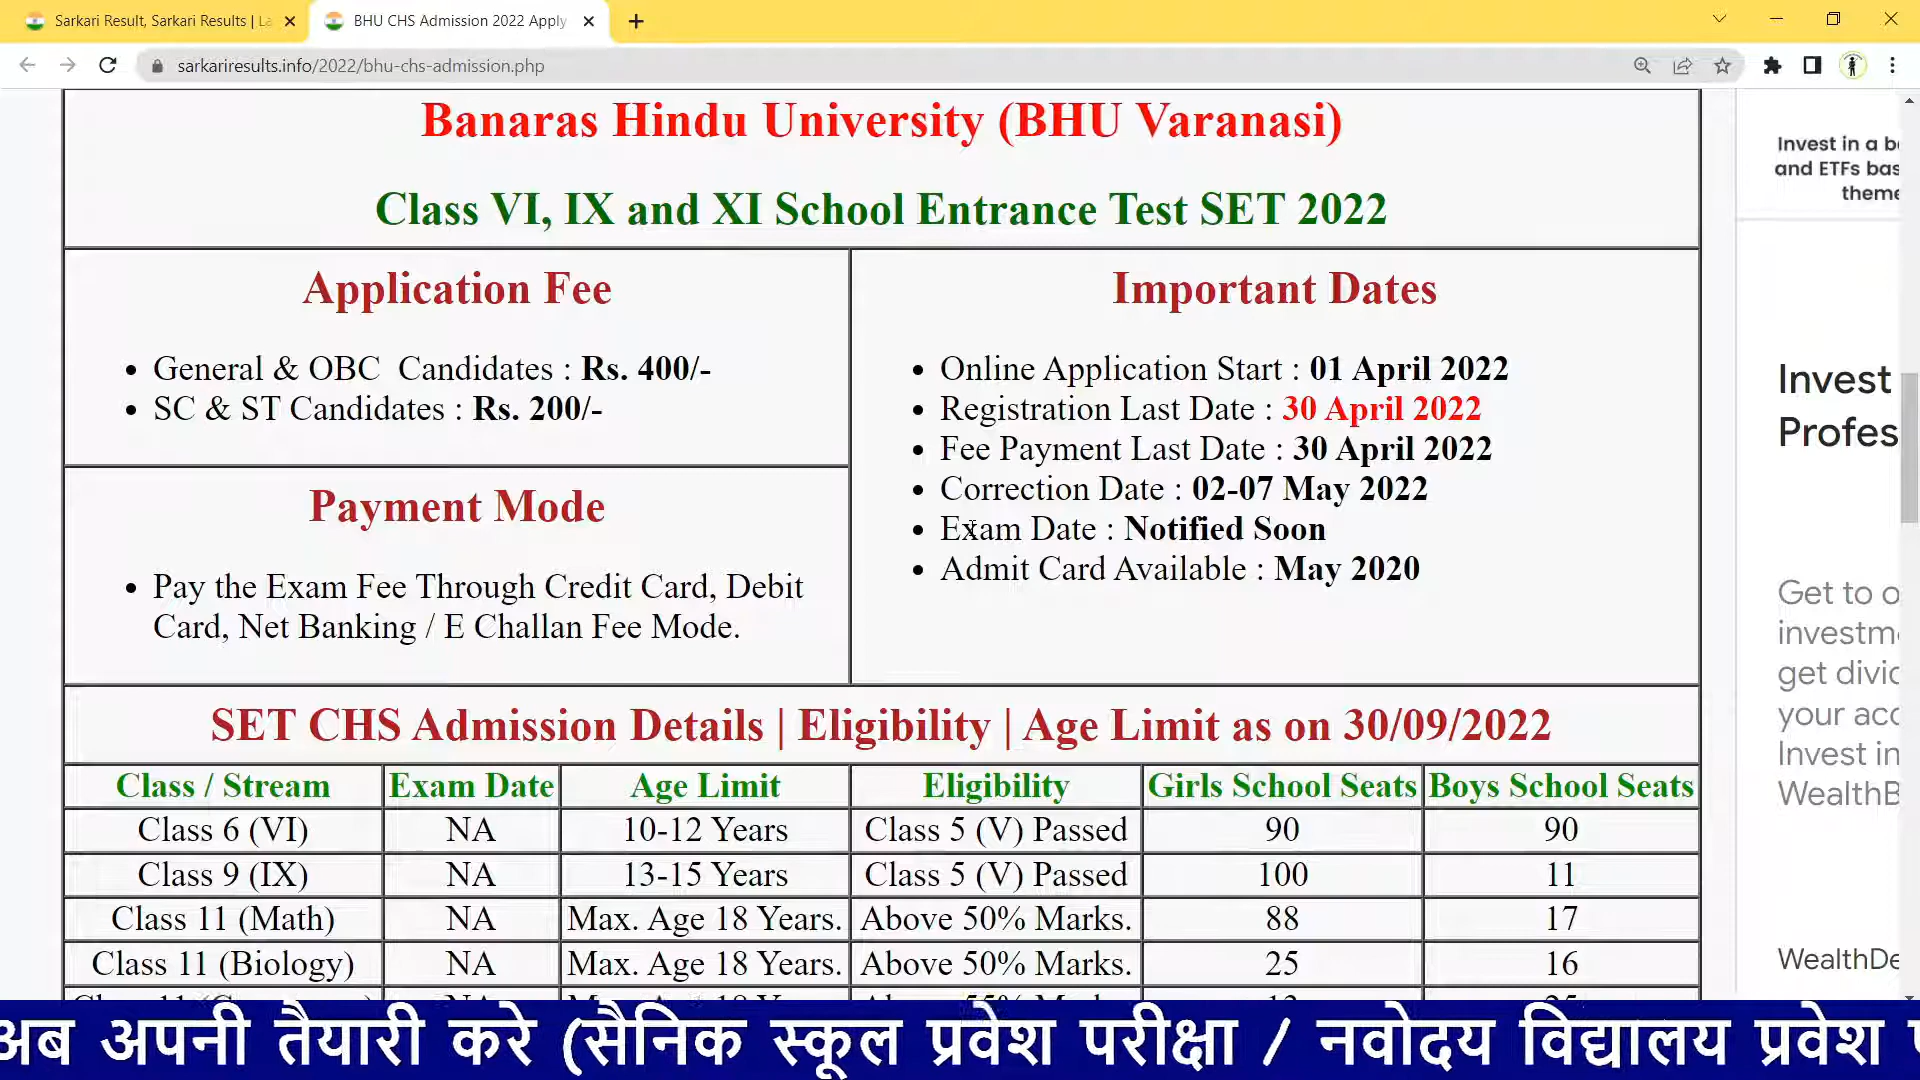 Sarkari Result, Sarkari Results | La
BHU CHS Admission 2022 Apply
sarkariresults.info/2022/bhu-chs-admission.php
Banaras Hindu University (BHU Varanasi)
Class VI, IX and XI School Entrance Test SET 2022
Application Fee
• General & OBC Candidates : Rs. 400/-
• SC & ST Candidates : Rs. 200/-
Payment Mode
• Pay the Exam Fee Through Credit Card, Debit
Card, Net Banking / E Challan Fee Mode.
Important Dates
• Online Application Start : 01 April 2022
• Registration Last Date : 30 April 2022
• Fee Payment Last Date : 30 April 2022
• Correction Date : 02-07 May 2022
• Exam Date : Notified Soon
• Admit Card Available : May 2020
SET CHS Admission Details | Eligibility | Age Limit as on 30/09/2022
Class / Stream Exam Date Age Limit Eligibility Girls School Seats Boys School Seats
Class 6 (VI) NA 10-12 Years Class 5 (V) Passed 90 90
Class 9 (IX) NA 13-15 Years Class 5 (V) Passed 100 11
Class 11 (Math) NA Max. Age 18 Years. Above 50% Marks. 88 17
Class 11 (Biology) NA Max. Age 18 Years. Above 50% Marks. 25 16
Invest in a b
and ETFs bas
theme
Invest
Profes
Get to o
investm
get divid
your acc
Invest in
WealthB
WealthDe
अब अपनी तैयारी करे (सैनिक स्कूल प्रवेश परीक्षा / नवोदय विद्यालय प्रवेश